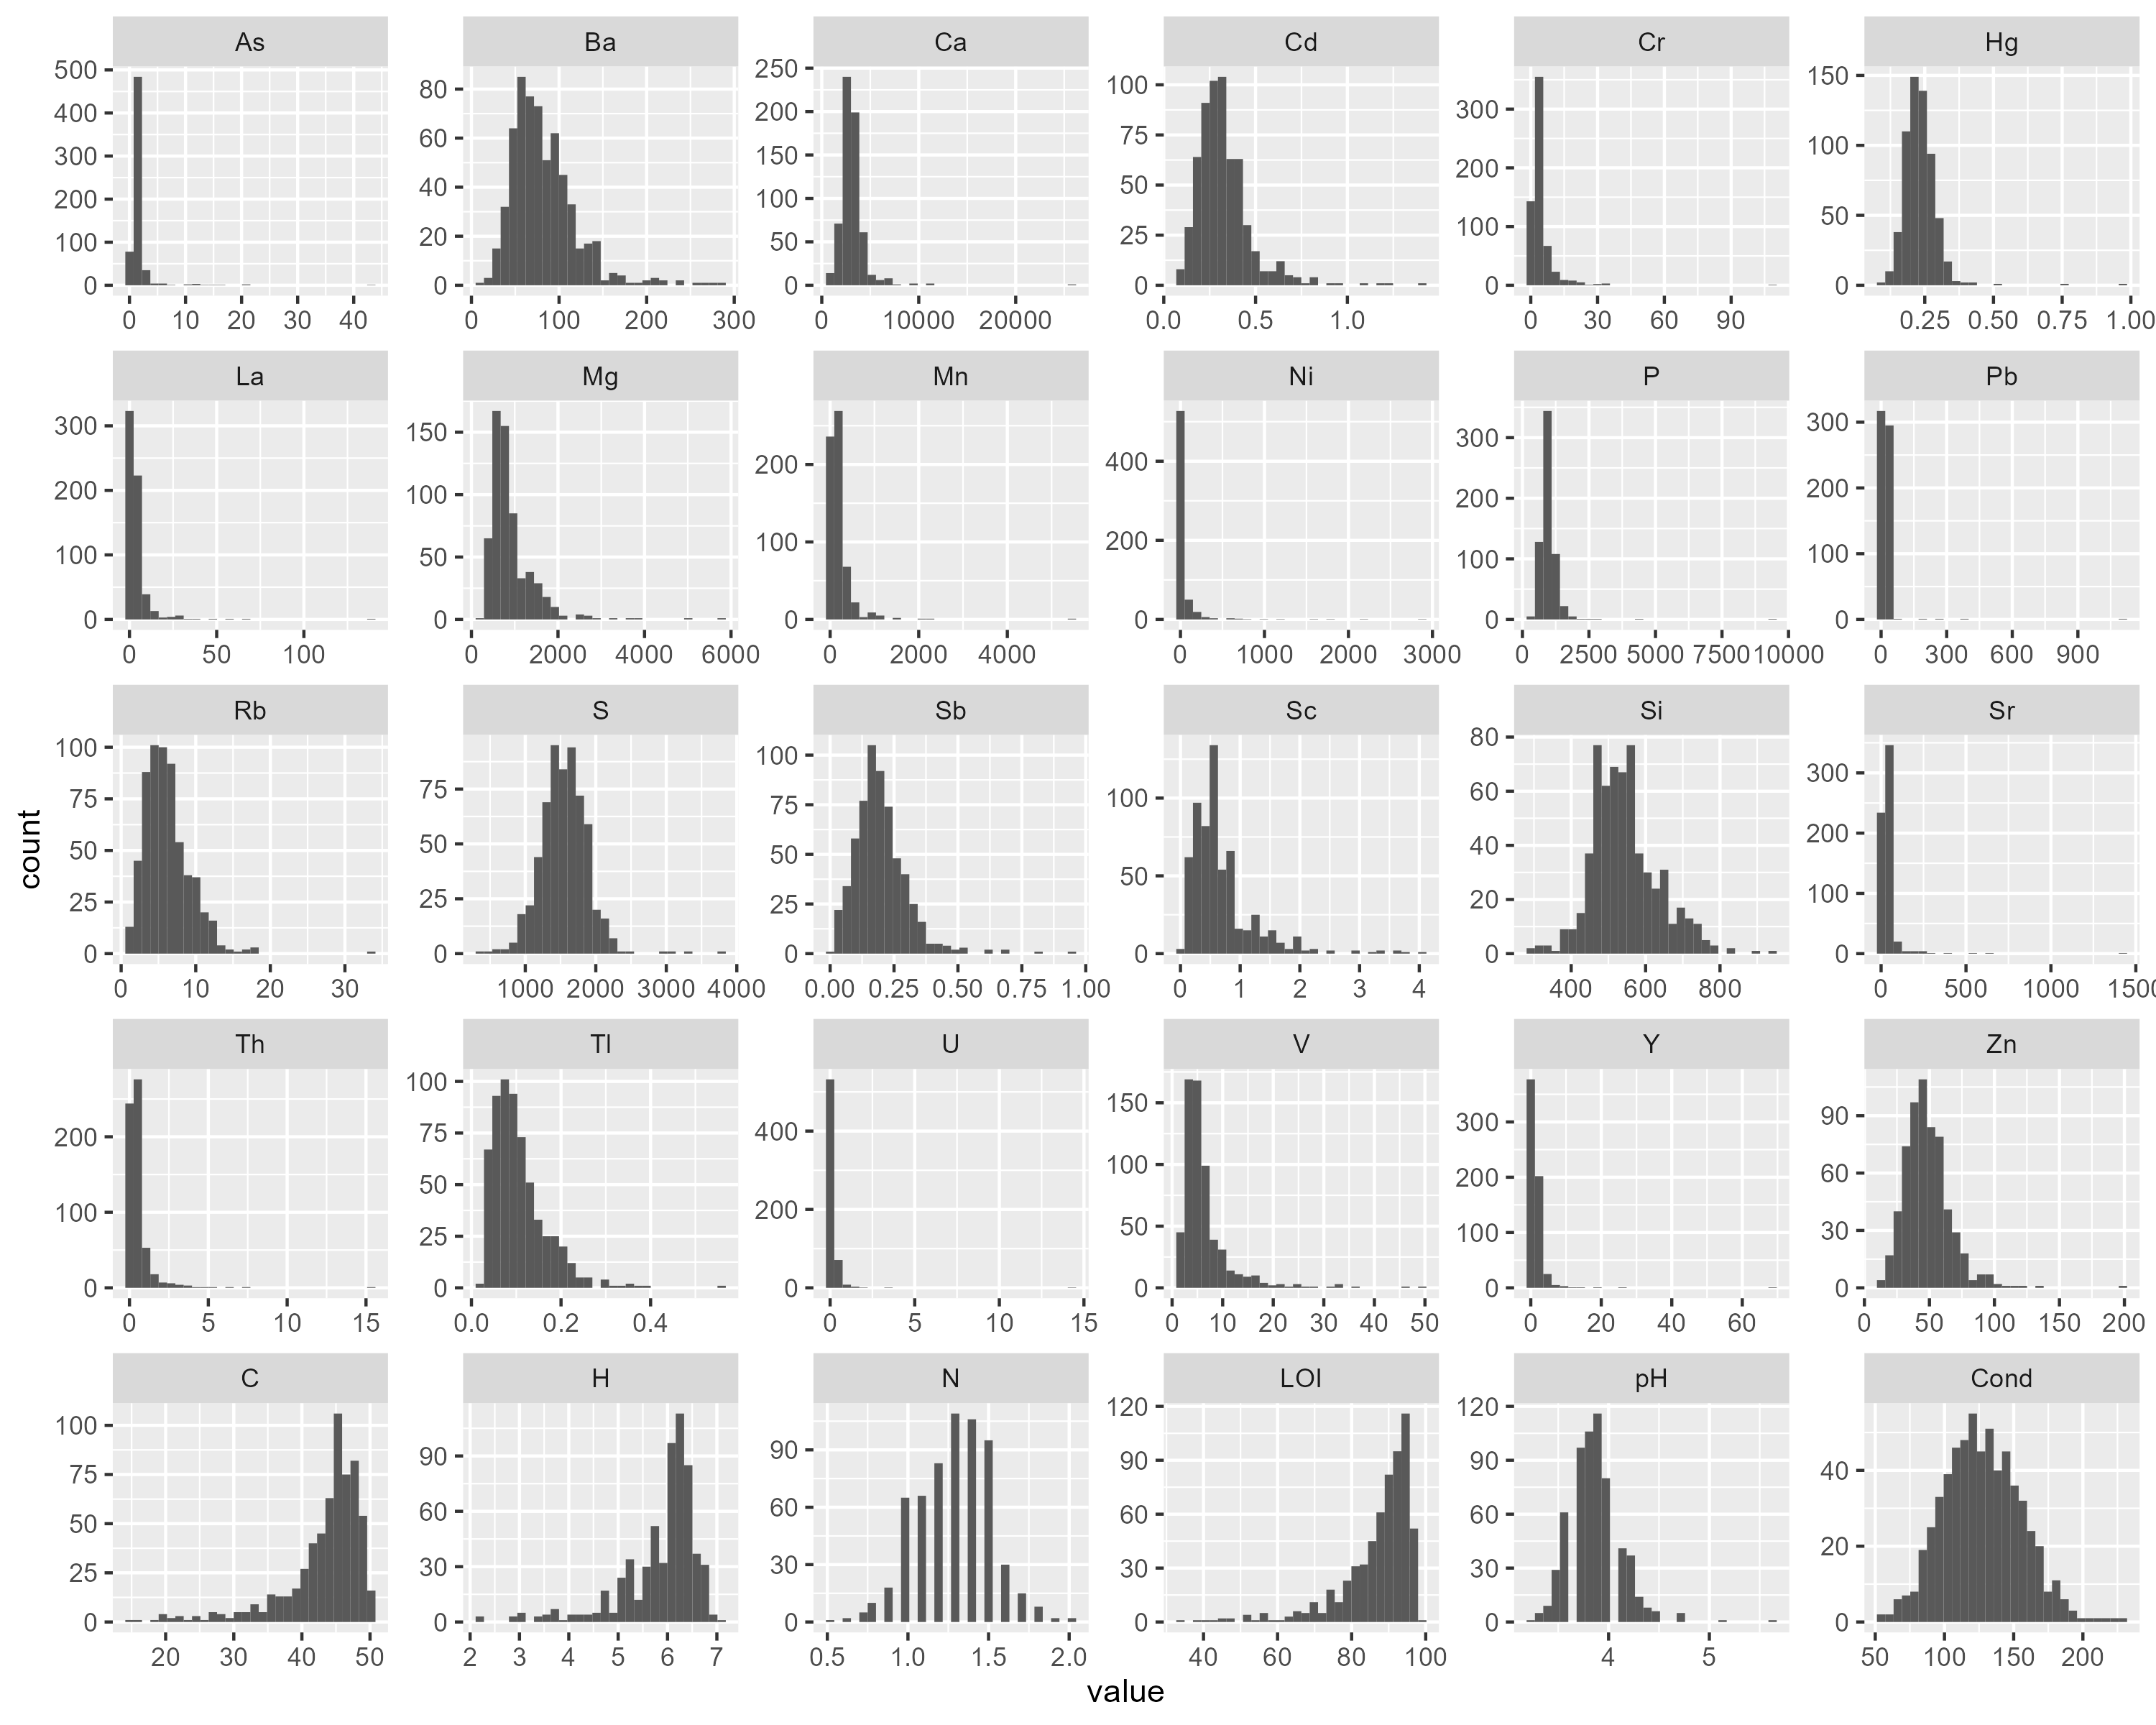 As Ba Ca Cd Cr Hg
500 400 300 200 100 0
80 60 40 20 0
250 200 150 100 50 0
100 75 50 25 0
300 200 100 0
150 100 50 0
0 10 20 30 40
0 100 200 300
0 10000 20000
0.0 0.5 1.0
0 30 60 90
0.25 0.50 0.75 1.00
La Mg Mn Ni P Pb
300 200 100 0
150 100 50 0
200 100 0
400 200 0
300 200 100 0
300 200 100 0
0 50 100
0 2000 4000 6000
0 2000 4000
0 1000 2000 3000
0 2500 5000 7500 10000
0 300 600 900
Rb S Sb Sc Si Sr
100 75 50 25 0
75 50 25 0
100 75 50 25 0
100 50 0
80 60 40 20 0
300 200 100 0
0 10 20 30
1000 2000 3000 4000
0.00 0.25 0.50 0.75 1.00
0 1 2 3 4
400 600 800
0 500 1000 1500
count
Th Tl U V Y Zn
200 100 0
100 75 50 25 0
400 200 0
150 100 50 0
300 200 100 0
90 60 30 0
0 5 10 15
0.0 0.2 0.4
0 5 10 15
0 10 20 30 40 50
0 20 40 60
0 50 100 150 200
C H N LOI pH Cond
100 75 50 25 0
90 60 30 0
90 60 30 0
120 90 60 30 0
120 90 60 30 0
40 20 0
20 30 40 50
2 3 4 5 6 7
0.5 1.0 1.5 2.0
40 60 80 100
4 5
50 100 150 200
value